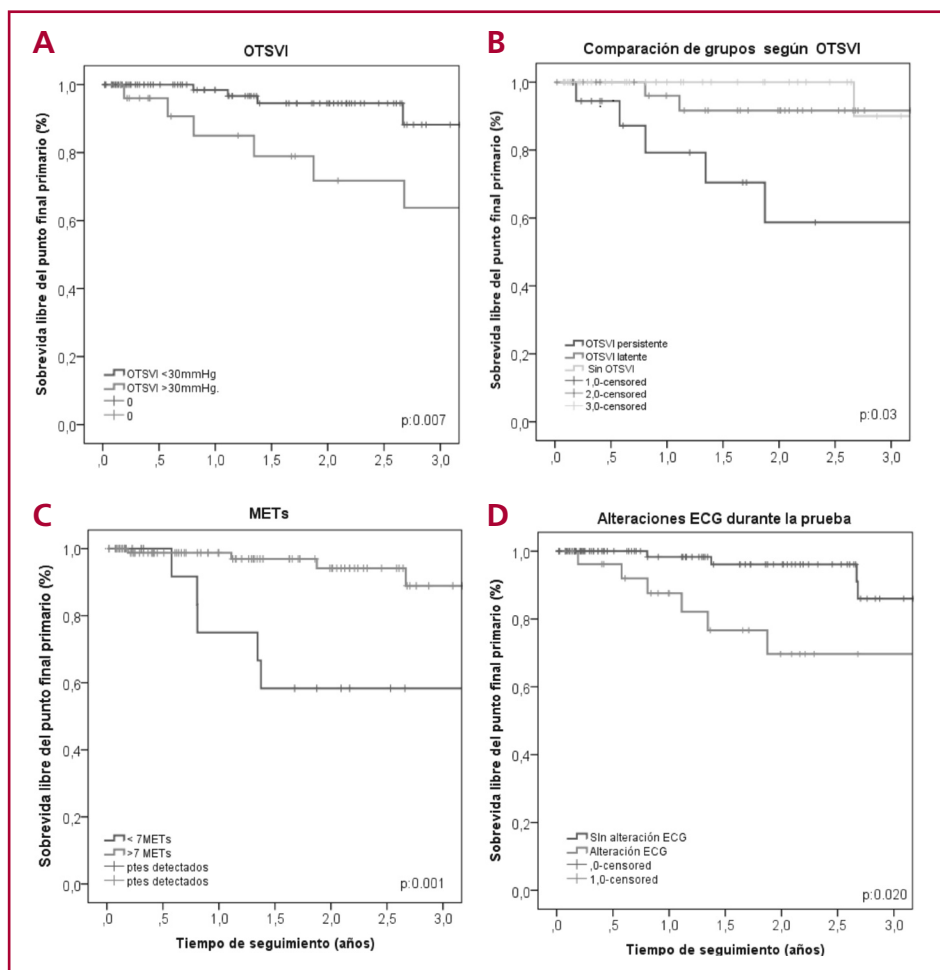 A
OTSVI
Sobrevida libre del punto final primario (%)
1,0
0,8
0,6
0,4
0,2
0,0
OTSVI <30mmHg
OTSVI >30mmHg.
0
0
p:0.007
,0 ,5 1,0 1,5 2,0 2,5 3,0
B
Comparación de grupos según OTSVI
Sobrevida libre del punto final primario (%)
1,0
0,8
0,6
0,4
0,2
0,0
OTSVI persistente
OTSVI latente
Sin OTSVI
1,0-censored
2,0-censored
3,0-censored
p:0.03
,0 ,5 1,0 1,5 2,0 2,5 3,0
C
METs
Sobrevida libre del punto final primario (%)
1,0
0,8
0,6
0,4
0,2
0,0
< 7METs
>7 METs
ptes detectados
ptes detectados
p:0.001
,0 ,5 1,0 1,5 2,0 2,5 3,0
Tiempo de seguimiento (años)
D
Alteraciones ECG durante la prueba
Sobrevida libre del punto final primario (%)
1,0
0,8
0,6
0,4
0,2
0,0
SIn alteración ECG
Alteración ECG
,0-censored
1,0-censored
p:0.020
,0 ,5 1,0 1,5 2,0 2,5 3,0
Tiempo de seguimiento (años)